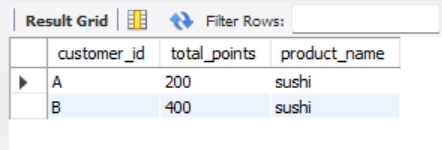 Result Grid Filter Rows:
customer_id total_points product_name
A 200 sushi
B 400 sushi